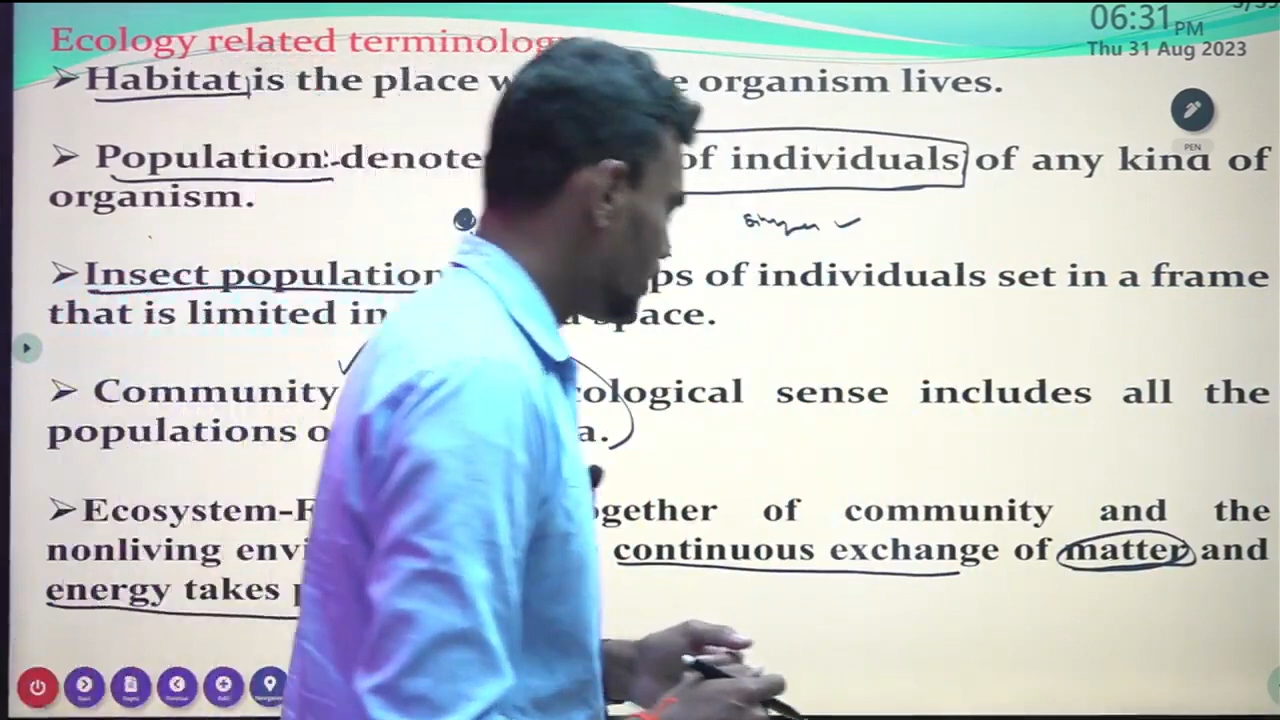 06:31 PM
Thu 31 Aug 2023
Ecology related terminolog
➢Habitat is the place w e organism lives.
PEN
➢ Population:-denote of individuals of any kind of
organism.
➢Insect population ps of individuals set in a frame
that is limited in space.
➢ Community cological sense includes all the
populations o a.
➢Ecosystem-F ogether of community and the
nonliving envi continuous exchange of matter and
energy takes p